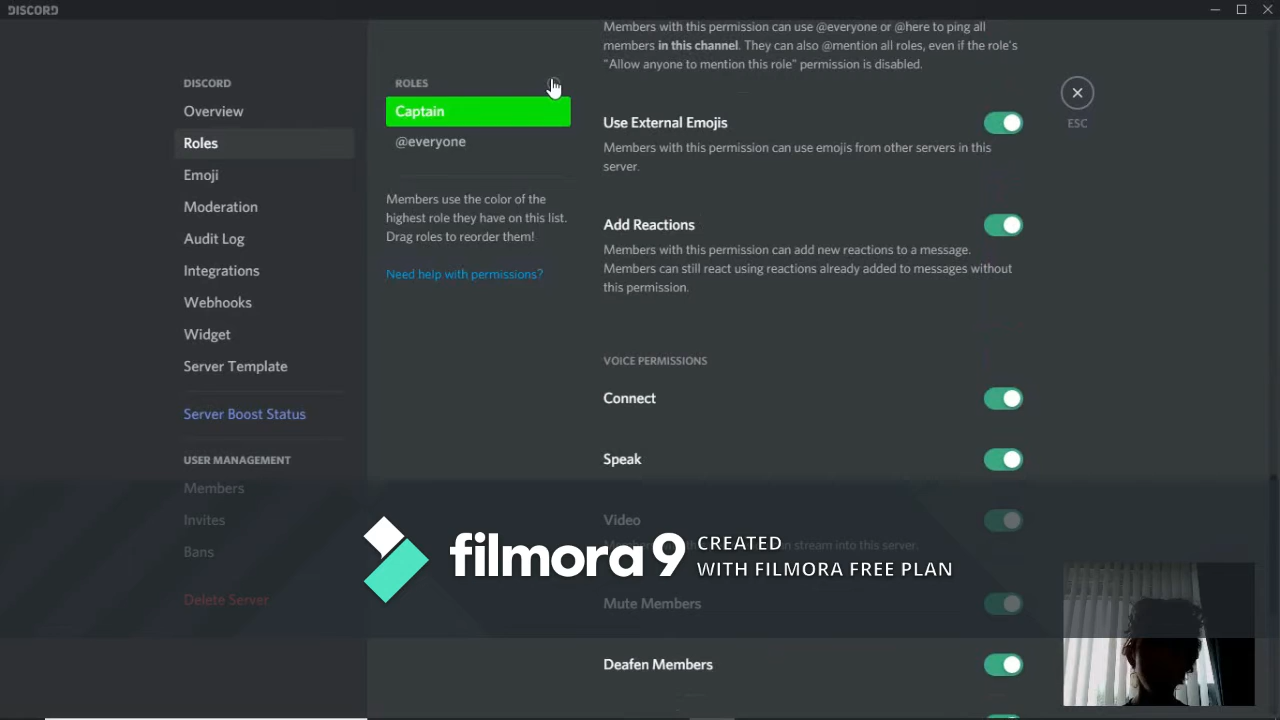 DISCORD
DISCORD
Overview
Roles
Emoji
Moderation
Audit Log
Integrations
Webhooks
Widget
Server Template
Server Boost Status
USER MANAGEMENT
Members
Invites
Bans
Delete Server
ROLES
Captain
@everyone
Members use the color of the
highest role they have on this list.
Drag roles to reorder them!
Need help with permissions?
Members with this permission can use @everyone or @here to ping all
members in this channel. They can also @mention all roles, even if the role's
"Allow anyone to mention this role" permission is disabled.
Use External Emojis
Members with this permission can use emojis from other servers in this
server.
Add Reactions
Members with this permission can add new reactions to a message.
Members can still react using reactions already added to messages without
this permission.
VOICE PERMISSIONS
Connect
Speak
Video
stream into this server.
Mute Members
Deafen Members
ESC
filmora 9
CREATED
WITH FILMORA FREE PLAN